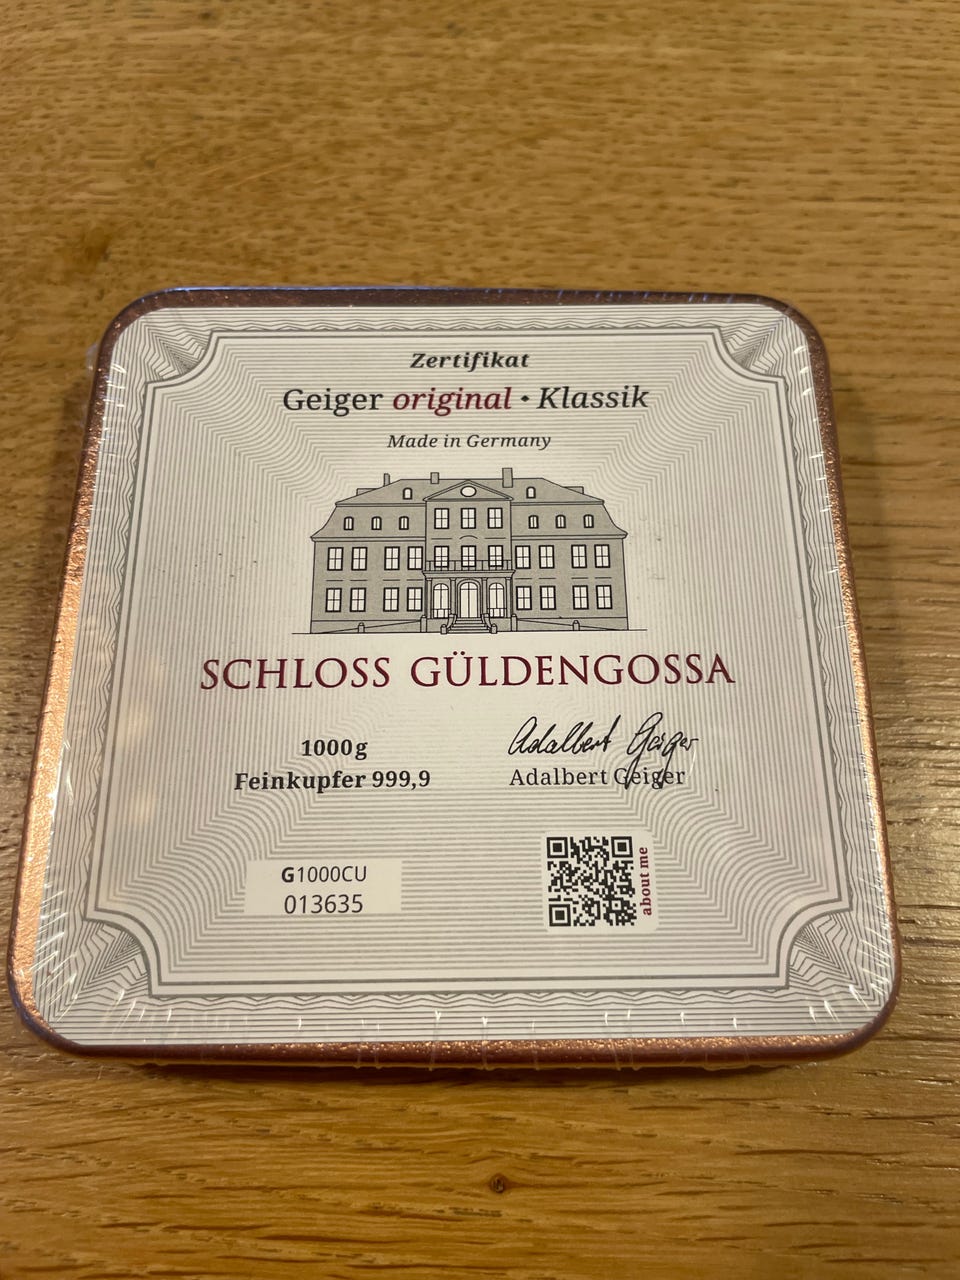 Zertifikat
Geiger original • Klassik
Made in Germany
SCHLOSS GÜLDENGOSSA
1000g
Feinkupfer 999,9
Adalbert Geiger
Adalbert Geiger
G1000CU
013635
about me